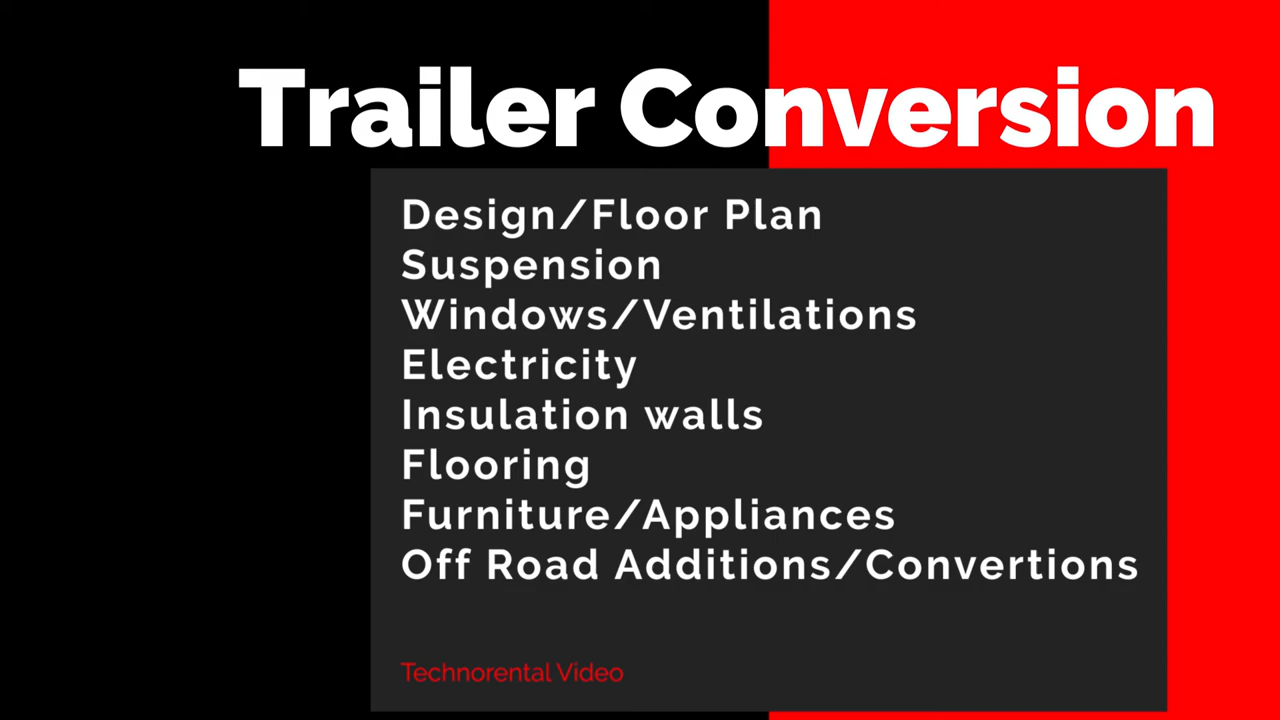 Trailer Conversion
Design/Floor Plan
Suspension
Windows/Ventilations
Electricity
Insulation walls
Flooring
Furniture/Appliances
Off Road Additions/Convertions
Technorental Video